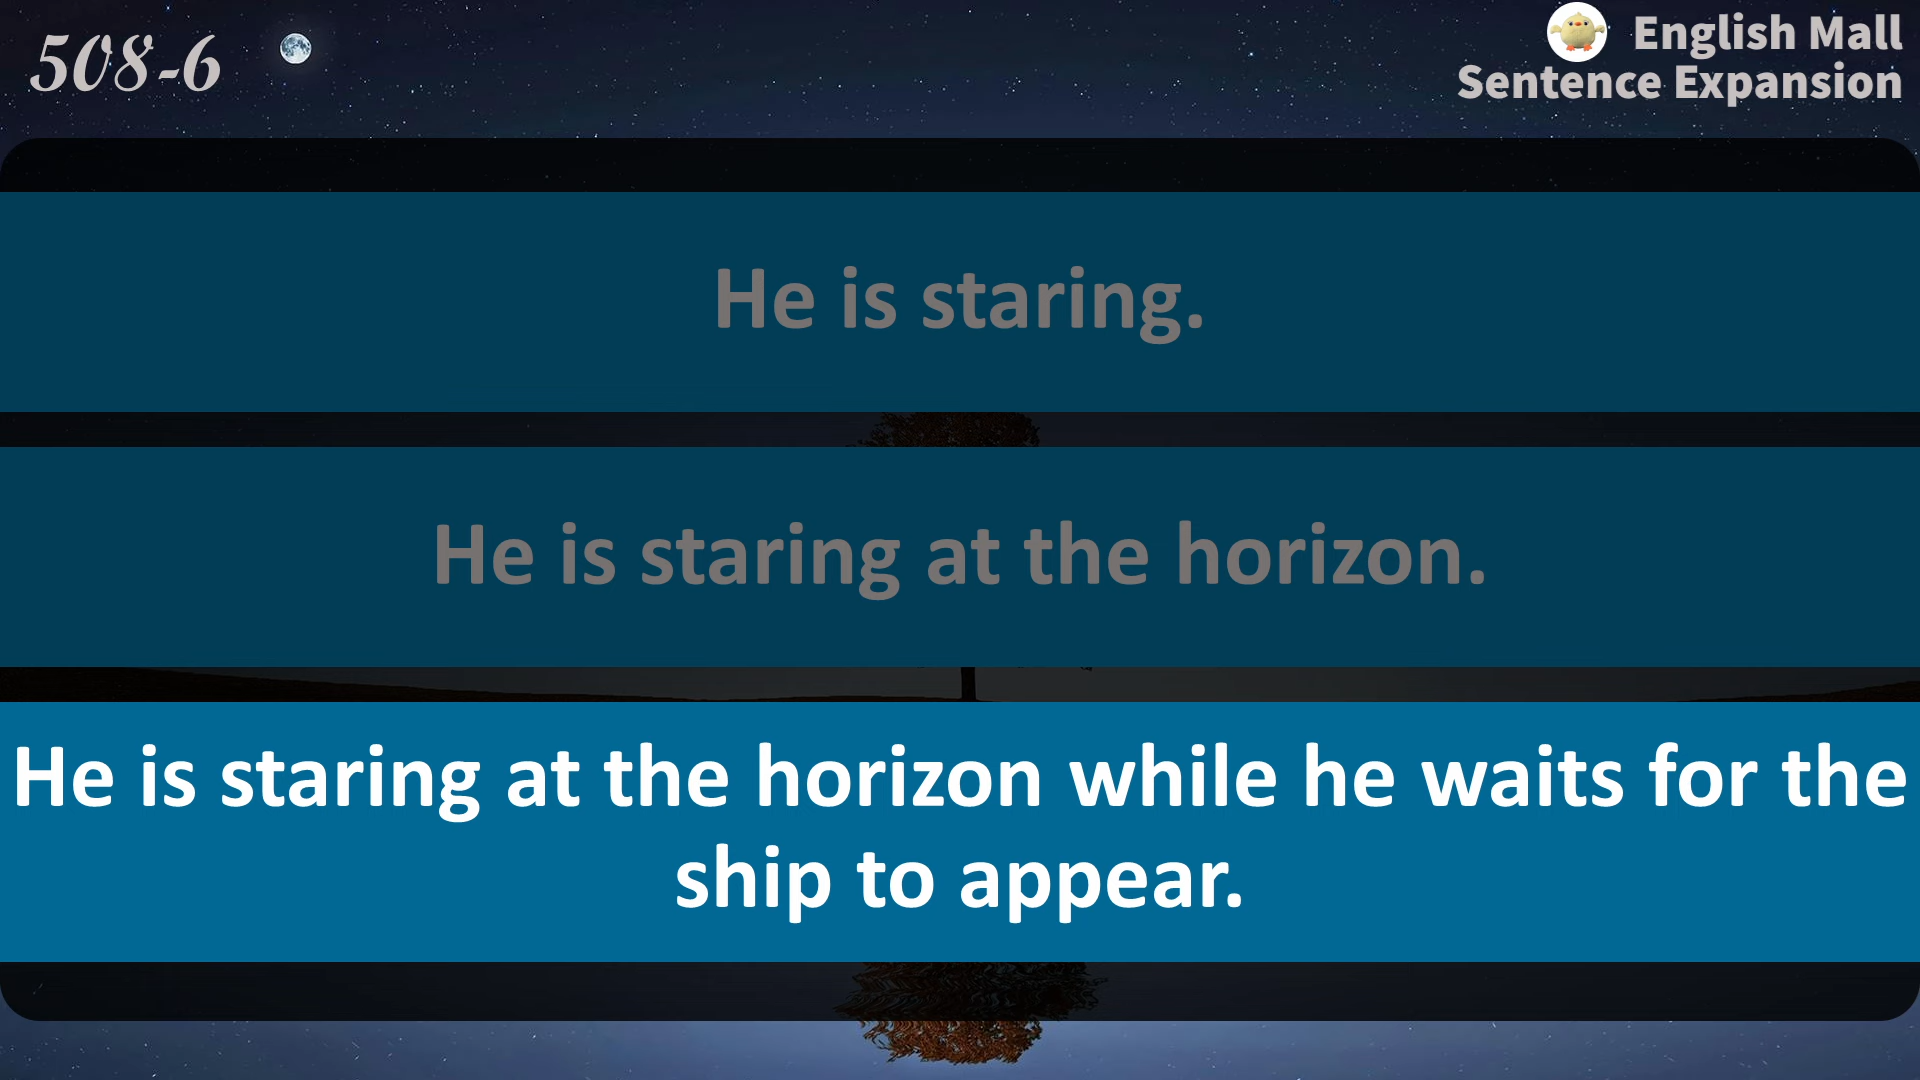 508-6
English Mall
Sentence Expansion
He is staring.
He is staring at the horizon.
He is staring at the horizon while he waits for the
ship to appear.